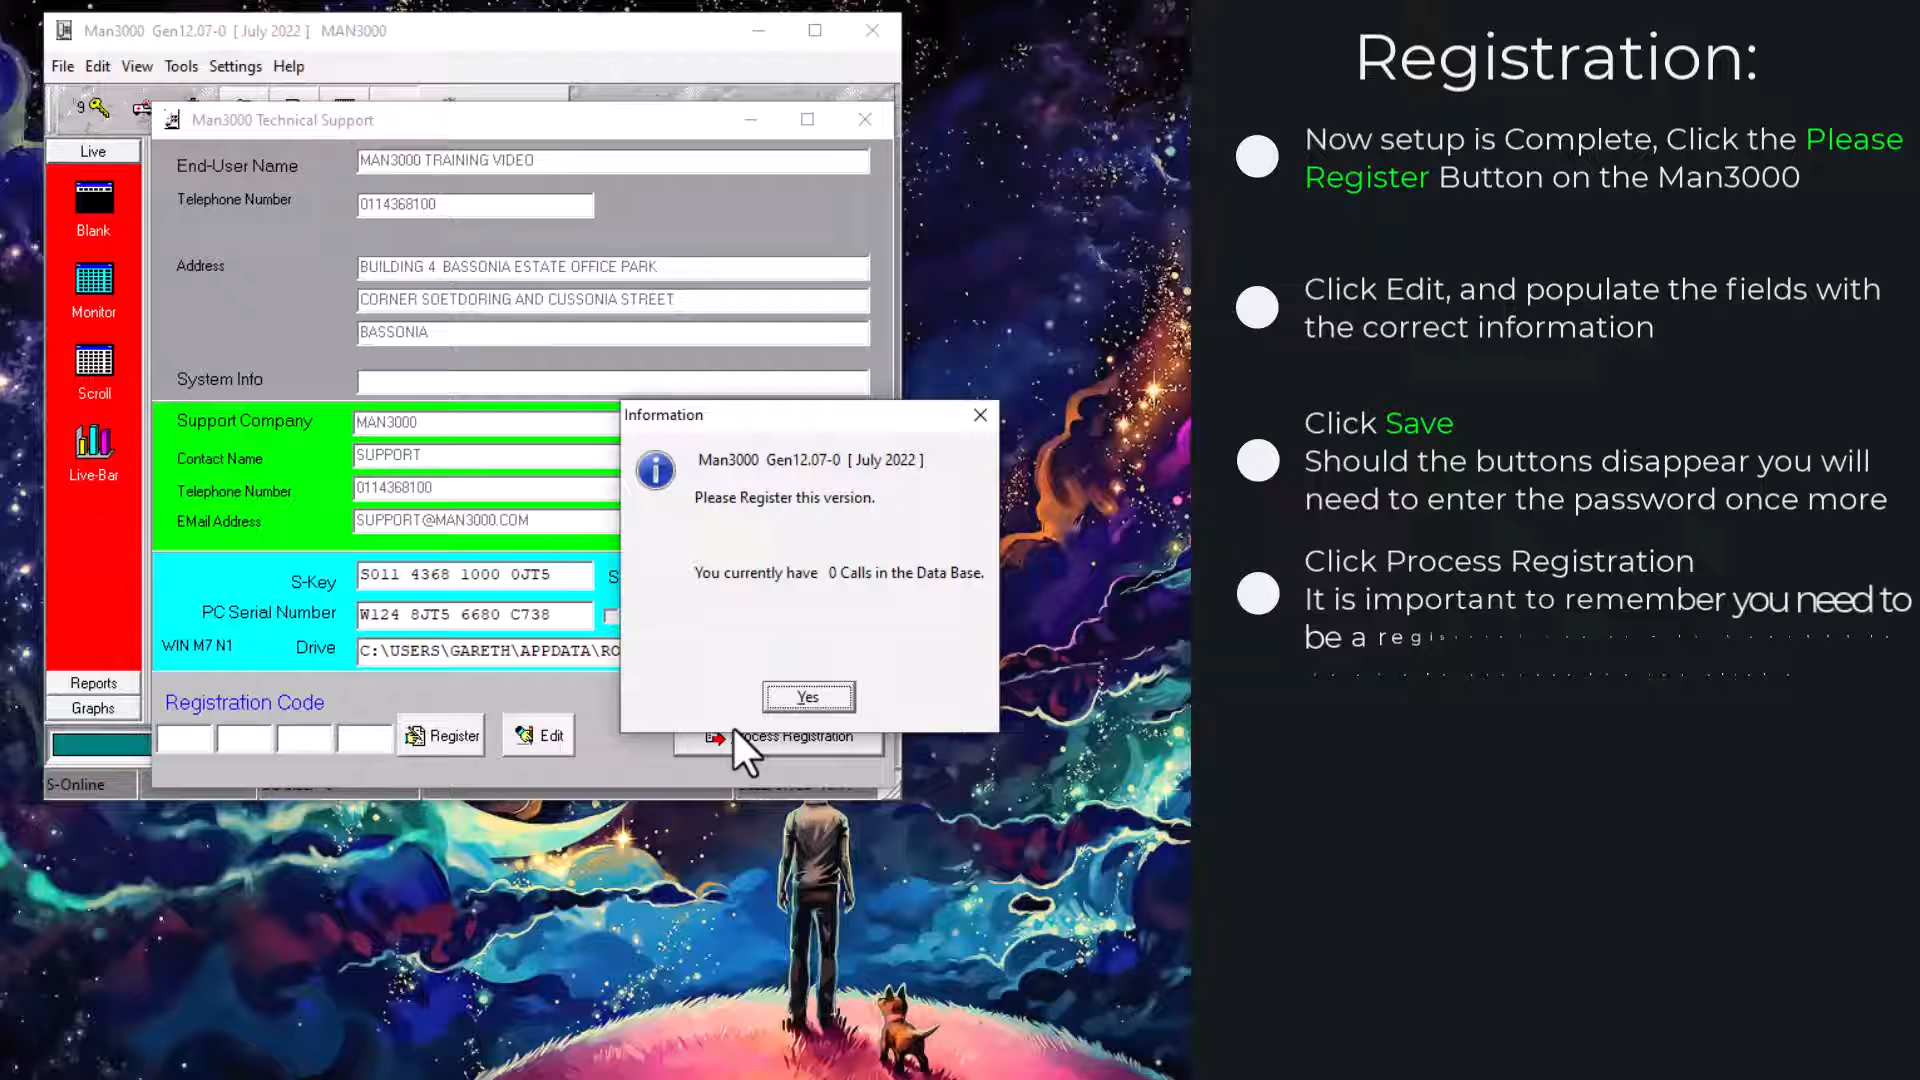 Man3000 Gen12.07-0 [ July 2022 ] MAN3000
File Edit View Tools Settings Help
9
Man3000 Technical Support
Live
Blank
Monitor
Scroll
Live-Bar
Reports
Graphs
S-Online
End-User Name MAN3000 TRAINING VIDEO
Telephone Number 0114368100
Address BUILDING 4 BASSONIA ESTATE OFFICE PARK
CORNER SOETDORING AND CUSSONIA STREET
BASSONIA
System Info
Support Company MAN3000
Contact Name SUPPORT
Telephone Number 0114368100
EMail Address SUPPORT@MAN3000.COM
S-Key S011 4368 1000 0JT5 S
PC Serial Number W124 8JT5 6680 C738
WIN M7 N1 Drive C:\USERS\GARETH\APPDATA\RO
Registration Code
Register Edit Process Registration
Information
Man3000 Gen12.07-0 [ July 2022 ]
Please Register this version.
You currently have 0 Calls in the Data Base.
Yes
Registration:
Now setup is Complete, Click the Please
Register Button on the Man3000
Click Edit, and populate the fields with
the correct information
Click Save
Should the buttons disappear you will
need to enter the password once more
Click Process Registration
It is important to remember you need to
be a regis